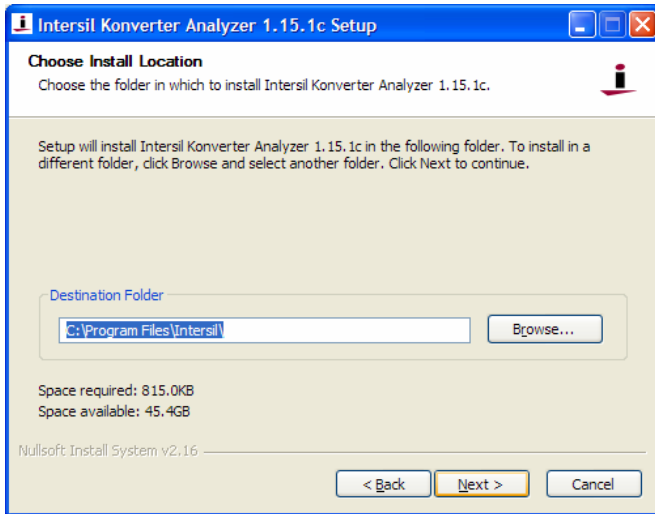 Intersil Konverter Analyzer 1.15.1c Setup
Choose Install Location
Choose the folder in which to install Intersil Konverter Analyzer 1.15.1c.
Setup will install Intersil Konverter Analyzer 1.15.1c in the following folder. To install in a
different folder, click Browse and select another folder. Click Next to continue.
Destination Folder
C:\Program Files\Intersil\
Browse...
Space required: 815.0KB
Space available: 45.4GB
Nullsoft Install System v2.16
< Back Next > Cancel